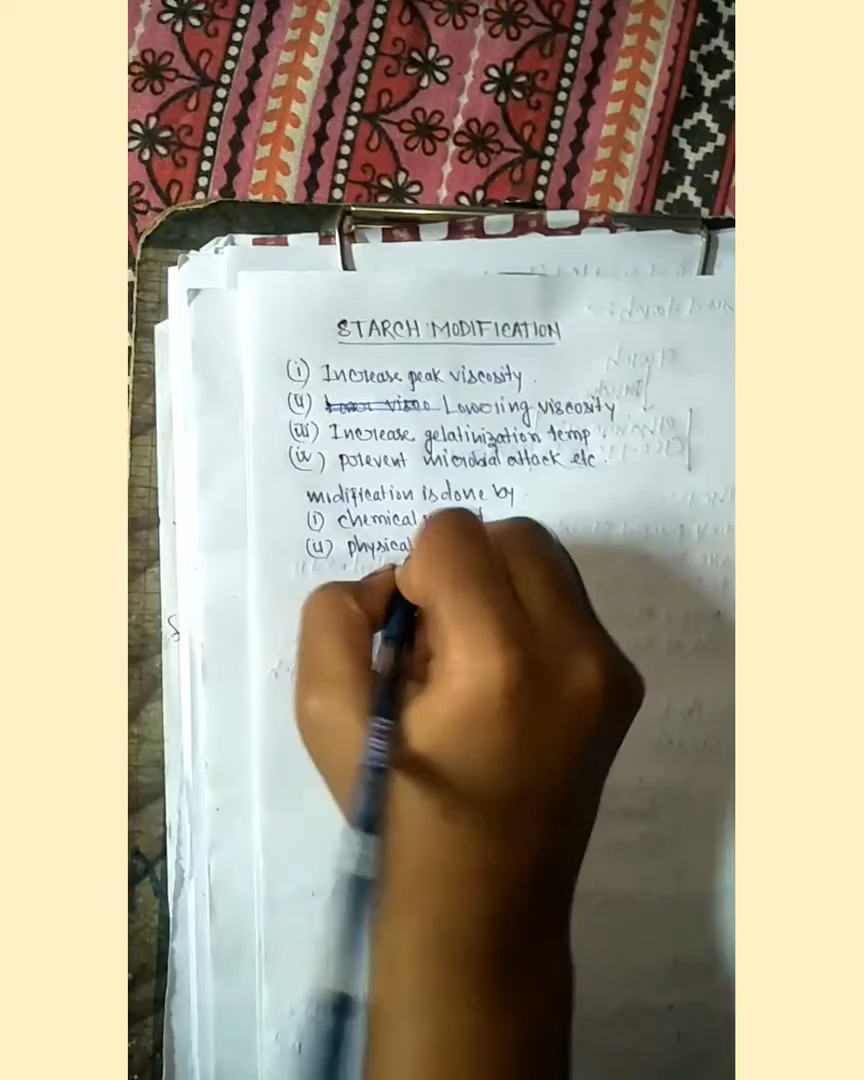 STARCH MODIFICATION
(i) Increase peak viscosity.
(ii) Lowering viscosity
(iii) Increase gelatinization temp
(iv) prevent microbial attack etc.
midification is done by
(i) chemical
(ii) physical